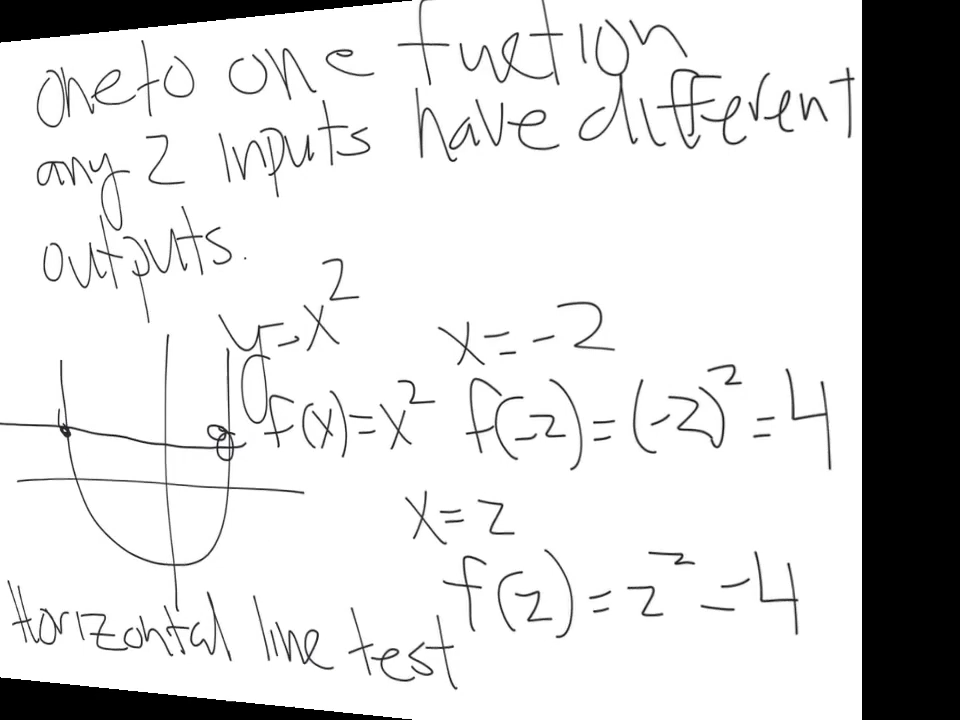 one to one fuction
any 2 inputs have different
outputs.
y=x²
x=-2
f(x)=x² f(-2)=(-2)²=4
x=2
f(2)=2²=4
Horizontal line test